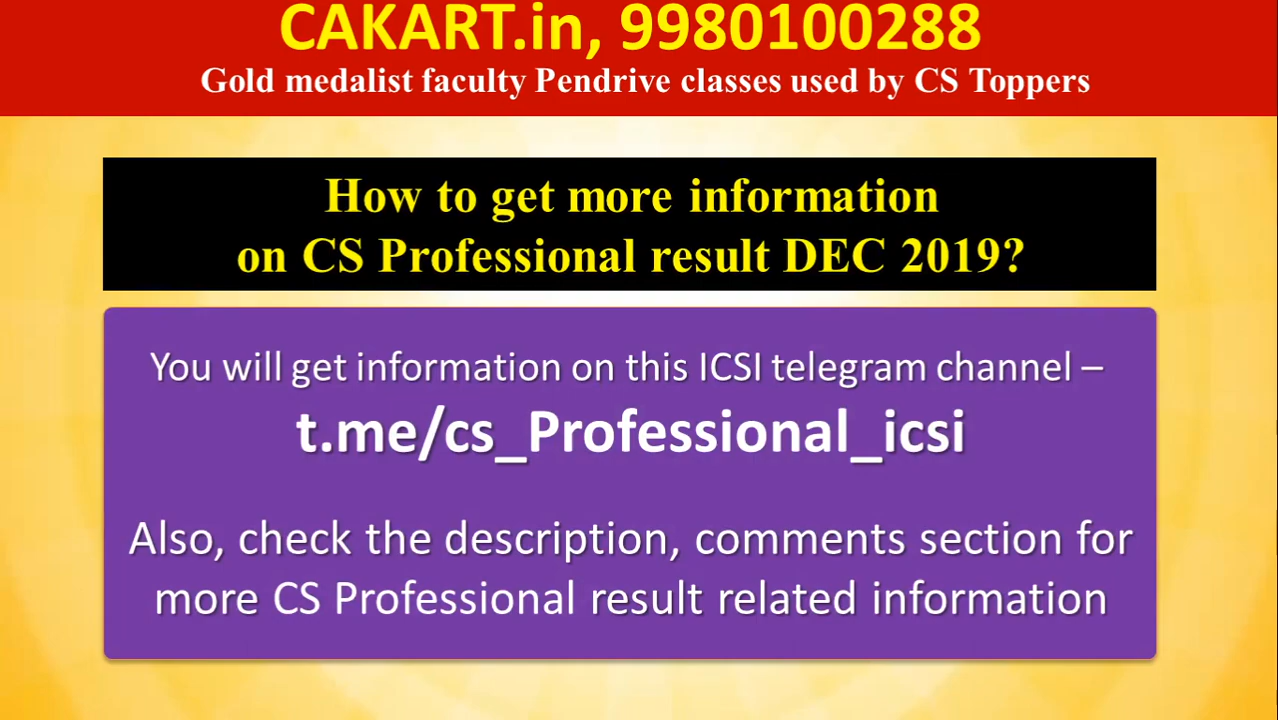 CAKART.in, 9980100288
Gold medalist faculty Pendrive classes used by CS Toppers
How to get more information
on CS Professional result DEC 2019?
You will get information on this ICSI telegram channel –
t.me/cs_Professional_icsi
Also, check the description, comments section for
more CS Professional result related information